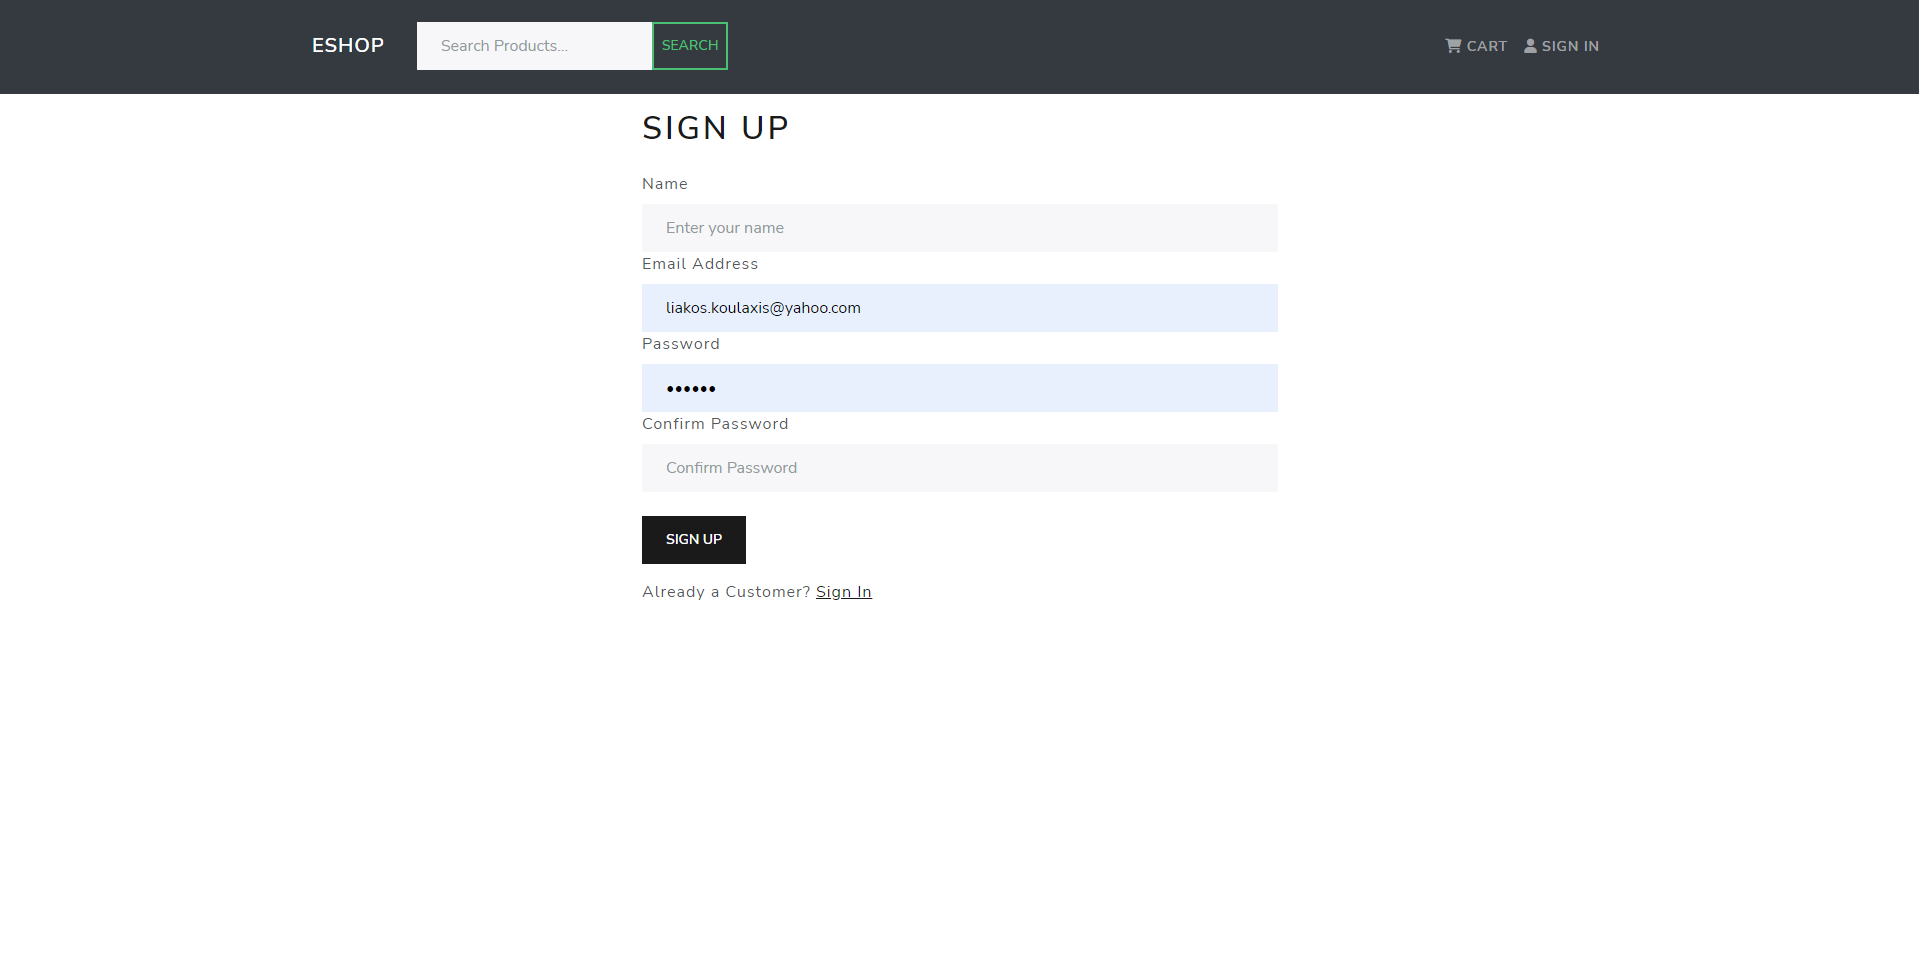 ESHOP
Search Products...
SEARCH
CART
SIGN IN
SIGN UP
Name
Enter your name
Email Address
liakos.koulaxis@yahoo.com
Password
••••••
Confirm Password
Confirm Password
SIGN UP
Already a Customer? Sign In